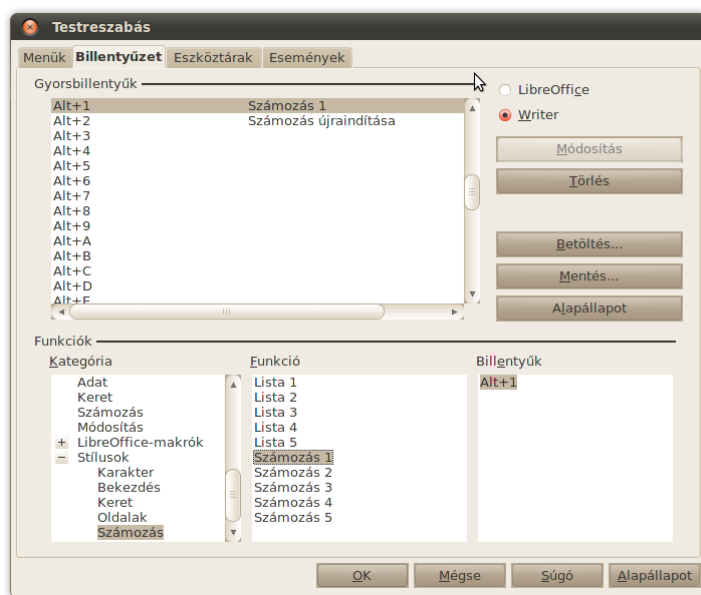 Testreszabás
Menük Billentyűzet Eszköztárak Események
Gyorsbillentyűk
Alt+1 Számozás 1
Alt+2 Számozás újraindítása
Alt+3
Alt+4
Alt+5
Alt+6
Alt+7
Alt+8
Alt+9
Alt+A
Alt+B
Alt+C
Alt+D
LibreOffice
Writer
Módosítás
Törlés
Betöltés...
Mentés...
Alapállapot
Funkciók
Kategória
Adat
Keret
Számozás
Módosítás
LibreOffice-makrók
Stílusok
Karakter
Bekezdés
Keret
Oldalak
Számozás
Funkció
Lista 1
Lista 2
Lista 3
Lista 4
Lista 5
Számozás 1
Számozás 2
Számozás 3
Számozás 4
Számozás 5
Billentyűk
Alt+1
OK Mégse Súgó Alapállapot